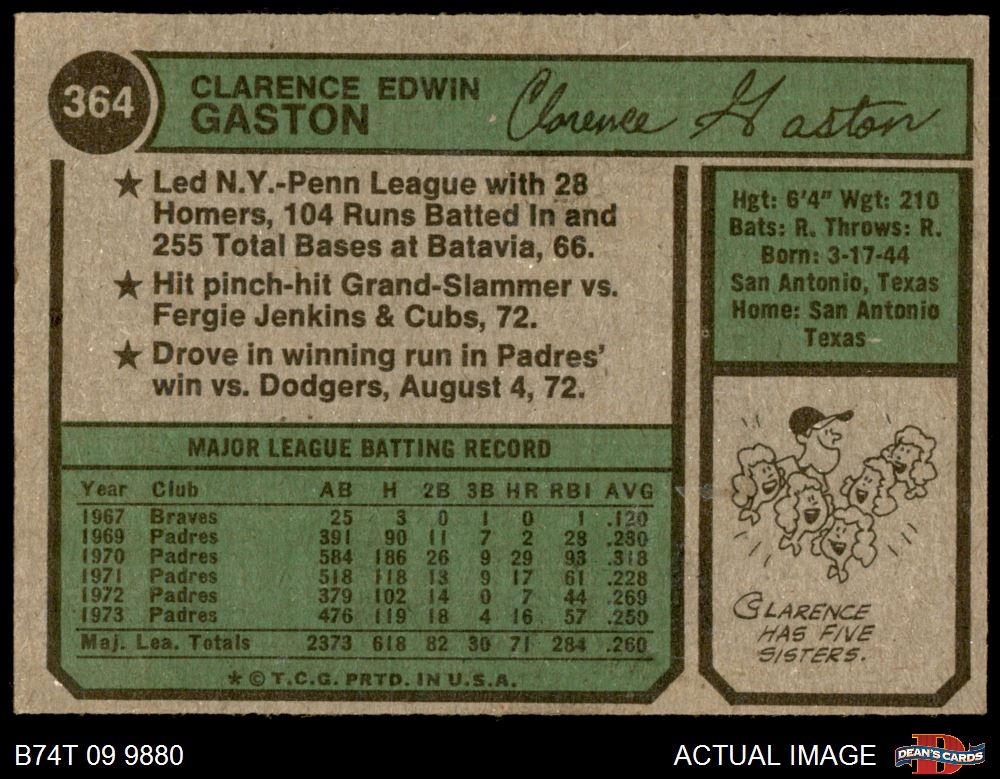 364
CLARENCE EDWIN
GASTON
Clarence Gaston
★ Led N.Y.-Penn League with 28
Homers, 104 Runs Batted In and
255 Total Bases at Batavia, 66.
★ Hit pinch-hit Grand-Slammer vs.
Fergie Jenkins & Cubs, 72.
★ Drove in winning run in Padres'
win vs. Dodgers, August 4, 72.
Hgt: 6'4" Wgt: 210
Bats: R. Throws: R.
Born: 3-17-44
San Antonio, Texas
Home: San Antonio
Texas
MAJOR LEAGUE BATTING RECORD
Year Club AB H 2B 3B HR RBI AVG
1967 Braves 25 3 0 1 0 1 .120
1969 Padres 391 90 11 7 2 28 .230
1970 Padres 584 186 26 9 29 93 .318
1971 Padres 518 118 13 9 17 61 .228
1972 Padres 379 102 14 0 7 44 .269
1973 Padres 476 119 18 4 16 57 .250
Maj. Lea. Totals 2373 618 82 30 71 284 .260
★ © T.C.G. PRTD. IN U.S.A.
CLARENCE
HAS FIVE
SISTERS.
B74T 09 9880
ACTUAL IMAGE
DEAN'S CARDS